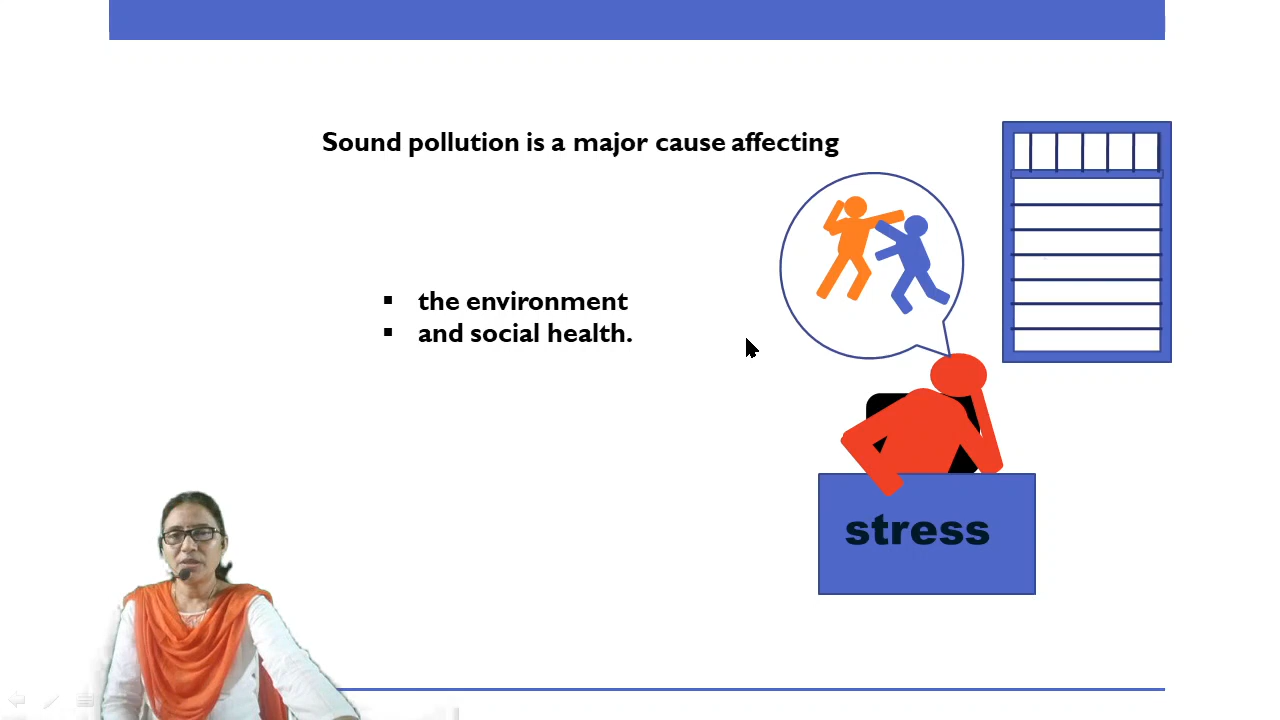 Sound pollution is a major cause affecting
▪ the environment
▪ and social health.
stress